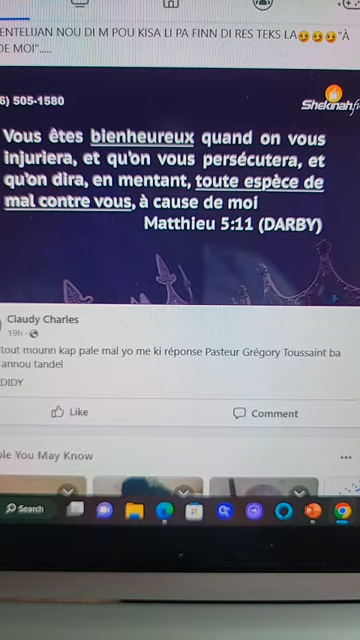 ENTELIJAN NOU DI M POU KISA LI PA FINN DI RES TEKS LA😏😏😏"À
DE MOI".....
6) 505-1580
Shekinah.fm
Vous êtes bienheureux quand on vous
injuriera, et qu'on vous persécutera, et
qu'on dira, en mentant, toute espèce de
mal contre vous, à cause de moi
Matthieu 5:11 (DARBY)
Claudy Charles
19h ·
tout mounn kap pale mal yo me ki réponse Pasteur Grégory Toussaint ba
annou tandel
DIDY
Like
Comment
ple You May Know
Search